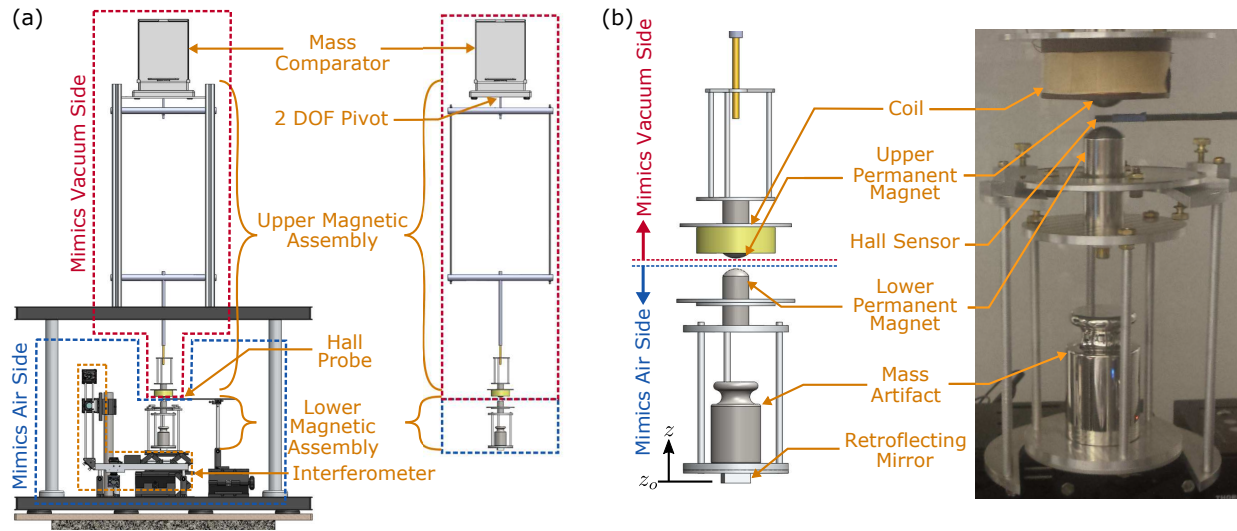 (a)
Mimics Vacuum Side
Mass
Comparator
2 DOF Pivot
Upper Magnetic
Assembly
Hall
Probe
Mimics Air Side
Lower
Magnetic
Assembly
Interferometer
(b)
Mimics Vacuum Side
Coil
Upper
Permanent
Magnet
Hall Sensor
Lower
Permanent
Magnet
Mimics Air Side
Mass
Artifact
Retroflecting
Mirror
z
z₀